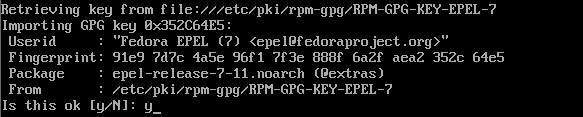 Retrieving key from file:///etc/pki/rpm-gpg/RPM-GPG-KEY-EPEL-7
Importing GPG key 0x352C64E5:
 Userid     : "Fedora EPEL (7) <epel@fedoraproject.org>"
 Fingerprint: 91e9 7d7c 4a5e 96f1 7f3e 888f 6a2f aea2 352c 64e5
 Package    : epel-release-7-11.noarch (@extras)
 From       : /etc/pki/rpm-gpg/RPM-GPG-KEY-EPEL-7
Is this ok [y/N]: y_